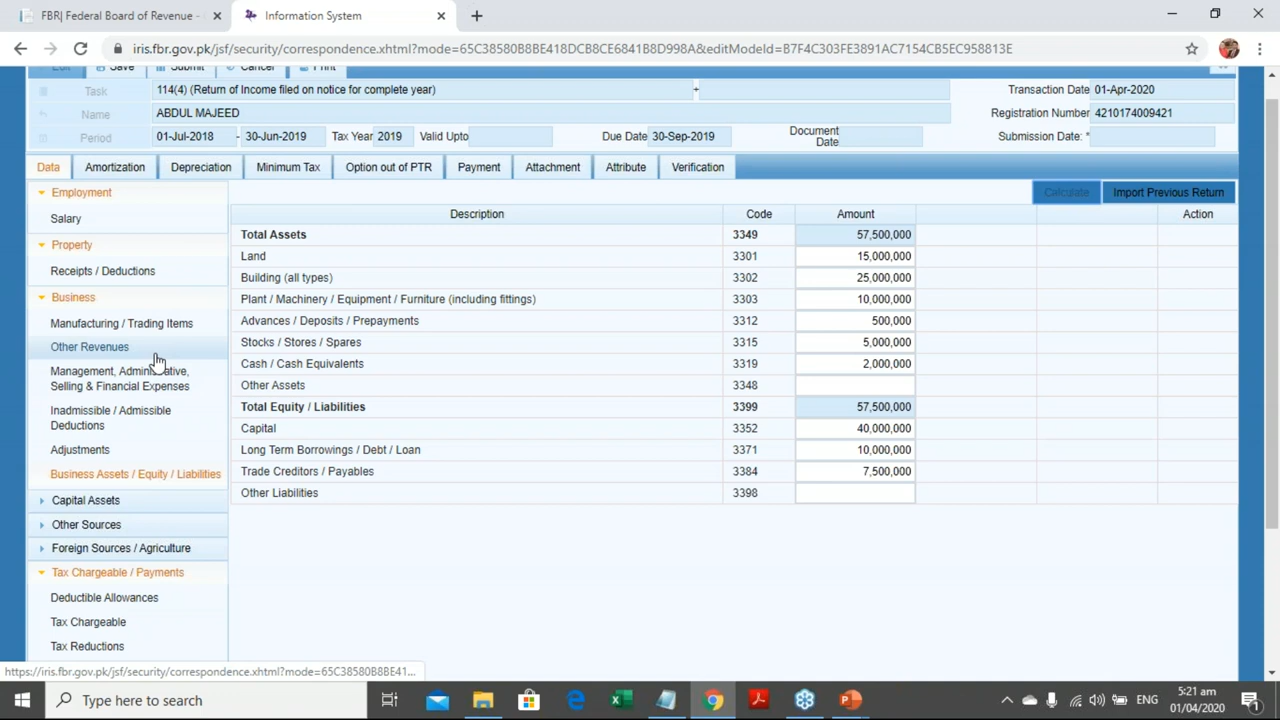 FBR| Federal Board of Revenue -
Information System
iris.fbr.gov.pk/jsf/security/correspondence.xhtml?mode=65C38580B8BE418DCB8CE6841B8D998A&editModeId=B7F4C303FE3891AC7154CB5EC958813E
Edit Save Submit Cancel Print
Task 114(4) (Return of Income filed on notice for complete year) + Transaction Date 01-Apr-2020
Name ABDUL MAJEED Registration Number 4210174009421
Period 01-Jul-2018 - 30-Jun-2019 Tax Year 2019 Valid Upto Due Date 30-Sep-2019 Document Date Submission Date: *
Data Amortization Depreciation Minimum Tax Option out of PTR Payment Attachment Attribute Verification
Employment
Salary
Property
Receipts / Deductions
Business
Manufacturing / Trading Items
Other Revenues
Management, Administrative,
Selling & Financial Expenses
Inadmissible / Admissible
Deductions
Adjustments
Business Assets / Equity / Liabilities
Capital Assets
Other Sources
Foreign Sources / Agriculture
Tax Chargeable / Payments
Deductible Allowances
Tax Chargeable
Tax Reductions
Calculate Import Previous Return
Description Code Amount Action
Total Assets 3349 57,500,000
Land 3301 15,000,000
Building (all types) 3302 25,000,000
Plant / Machinery / Equipment / Furniture (including fittings) 3303 10,000,000
Advances / Deposits / Prepayments 3312 500,000
Stocks / Stores / Spares 3315 5,000,000
Cash / Cash Equivalents 3319 2,000,000
Other Assets 3348
Total Equity / Liabilities 3399 57,500,000
Capital 3352 40,000,000
Long Term Borrowings / Debt / Loan 3371 10,000,000
Trade Creditors / Payables 3384 7,500,000
Other Liabilities 3398
https://iris.fbr.gov.pk/jsf/security/correspondence.xhtml?mode=65C38580B8BE41...
Type here to search
ENG
5:21 am
01/04/2020
1